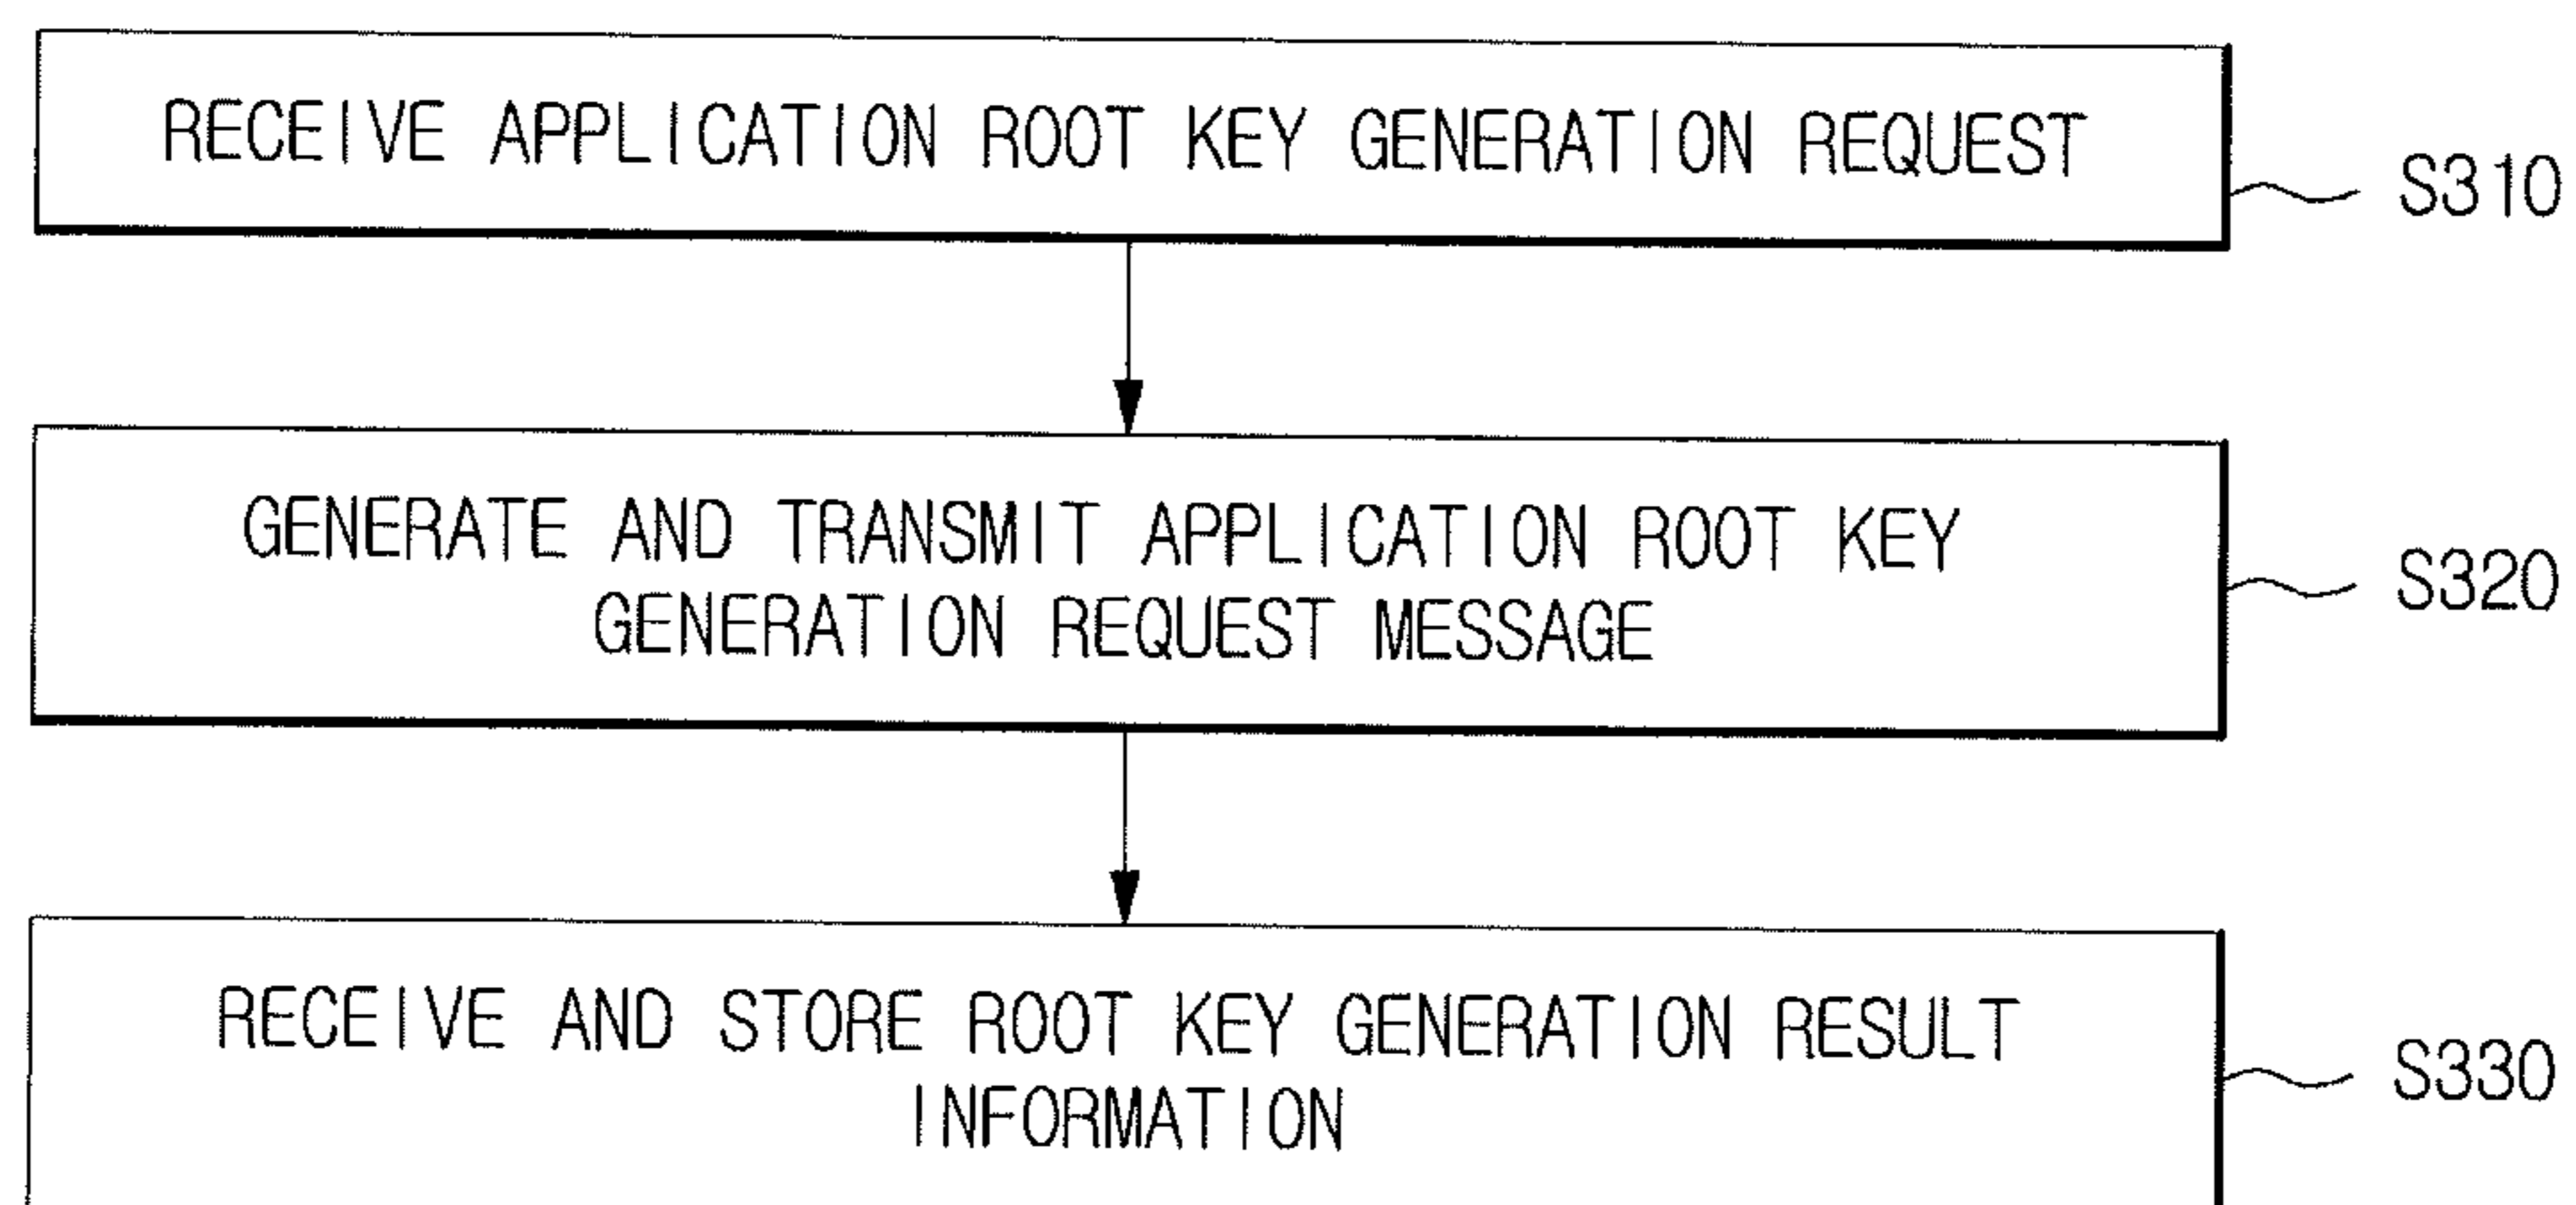 RECEIVE APPLICATION ROOT KEY GENERATION REQUEST
S310
GENERATE AND TRANSMIT APPLICATION ROOT KEY
GENERATION REQUEST MESSAGE
S320
RECEIVE AND STORE ROOT KEY GENERATION RESULT
INFORMATION
S330